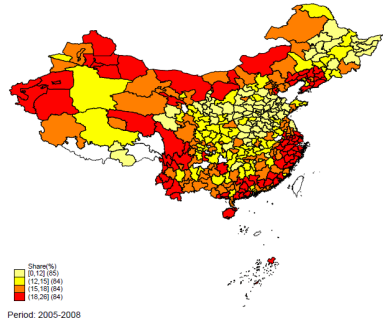 Share(%)
[0,12] (85)
(12,15] (84)
(15,18] (84)
(18,26] (84)
Period: 2005-2008